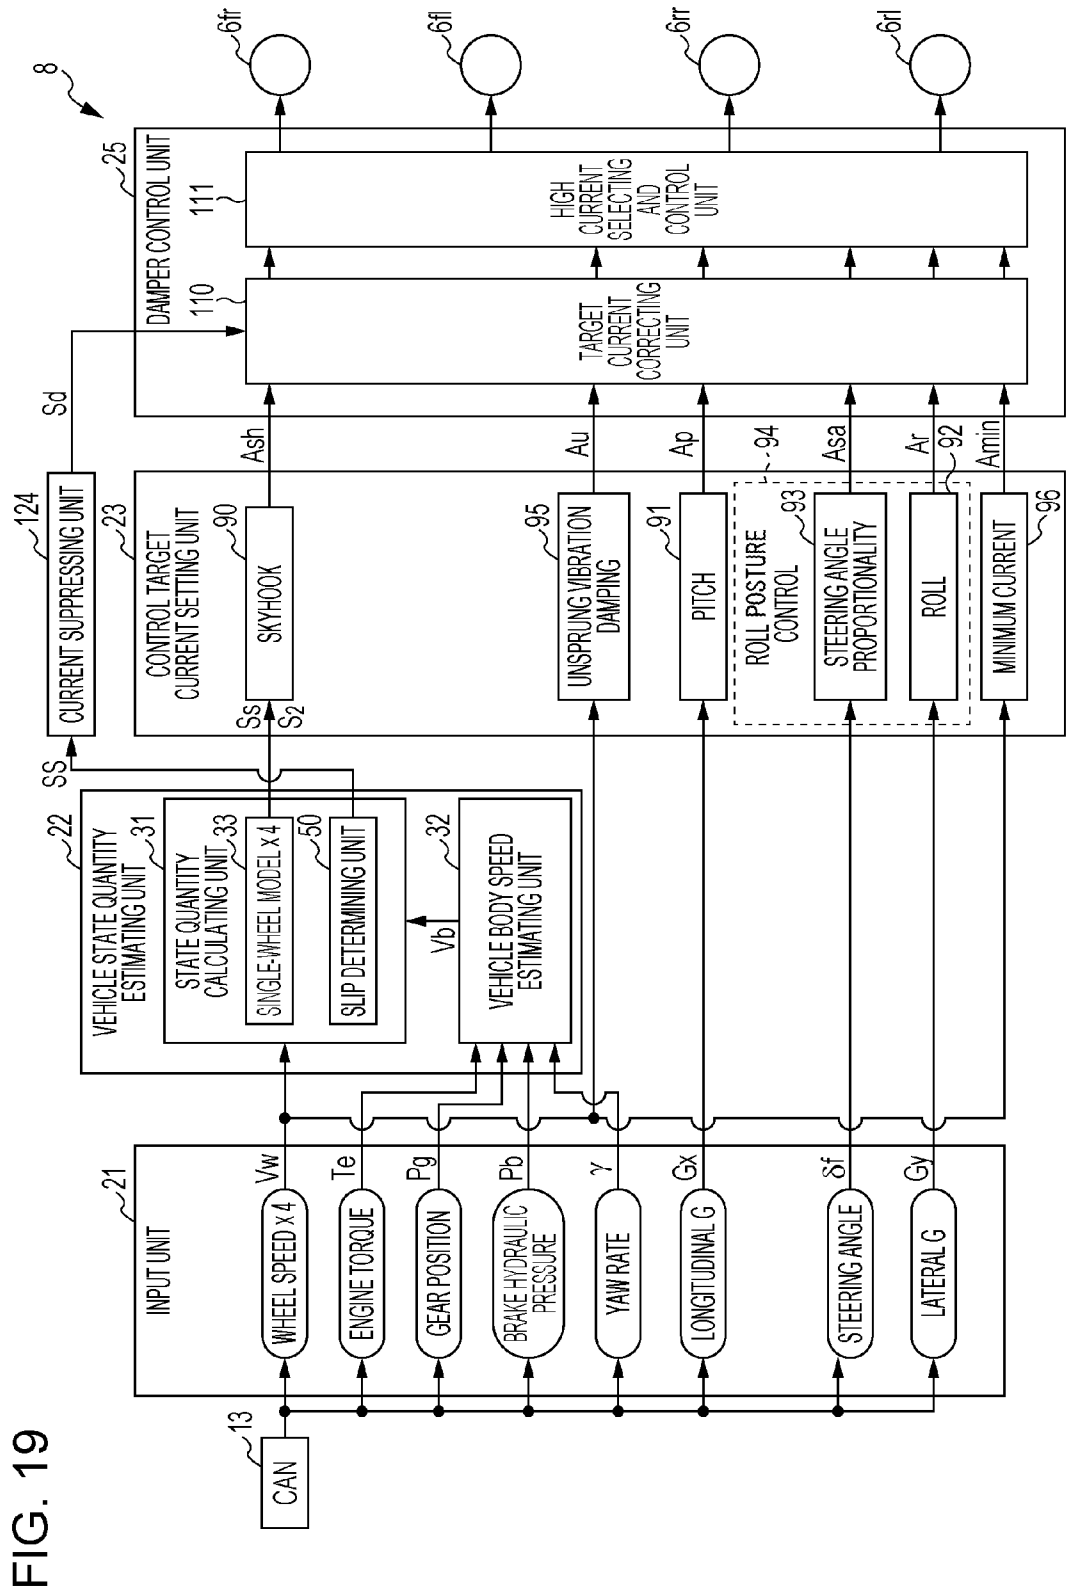 FIG. 19
8
13
CAN
21
INPUT UNIT
WHEEL SPEED x 4
Vw
ENGINE TORQUE
Te
GEAR POSITION
Pg
BRAKE HYDRAULIC
PRESSURE
Pb
YAW RATE
γ
LONGITUDINAL G
Gx
STEERING ANGLE
δf
LATERAL G
Gy
22
VEHICLE STATE QUANTITY
ESTIMATING UNIT
31
STATE QUANTITY
CALCULATING UNIT
33
SINGLE-WHEEL MODEL x 4
50
SLIP DETERMINING UNIT
Vb
32
VEHICLE BODY SPEED
ESTIMATING UNIT
SS
124
CURRENT SUPPRESSING UNIT
Sd
23
CONTROL TARGET
CURRENT SETTING UNIT
Ss
S2
90
SKYHOOK
Ash
95
UNSPRUNG VIBRATION
DAMPING
Au
91
PITCH
Ap
94
ROLL POSTURE
CONTROL
93
STEERING ANGLE
PROPORTIONALITY
Asa
92
ROLL
Ar
96
MINIMUM CURRENT
Amin
25
DAMPER CONTROL UNIT
110
TARGET
CURRENT
CORRECTING
UNIT
111
HIGH
CURRENT
SELECTING
AND
CONTROL
UNIT
6fr
6fl
6rr
6rl